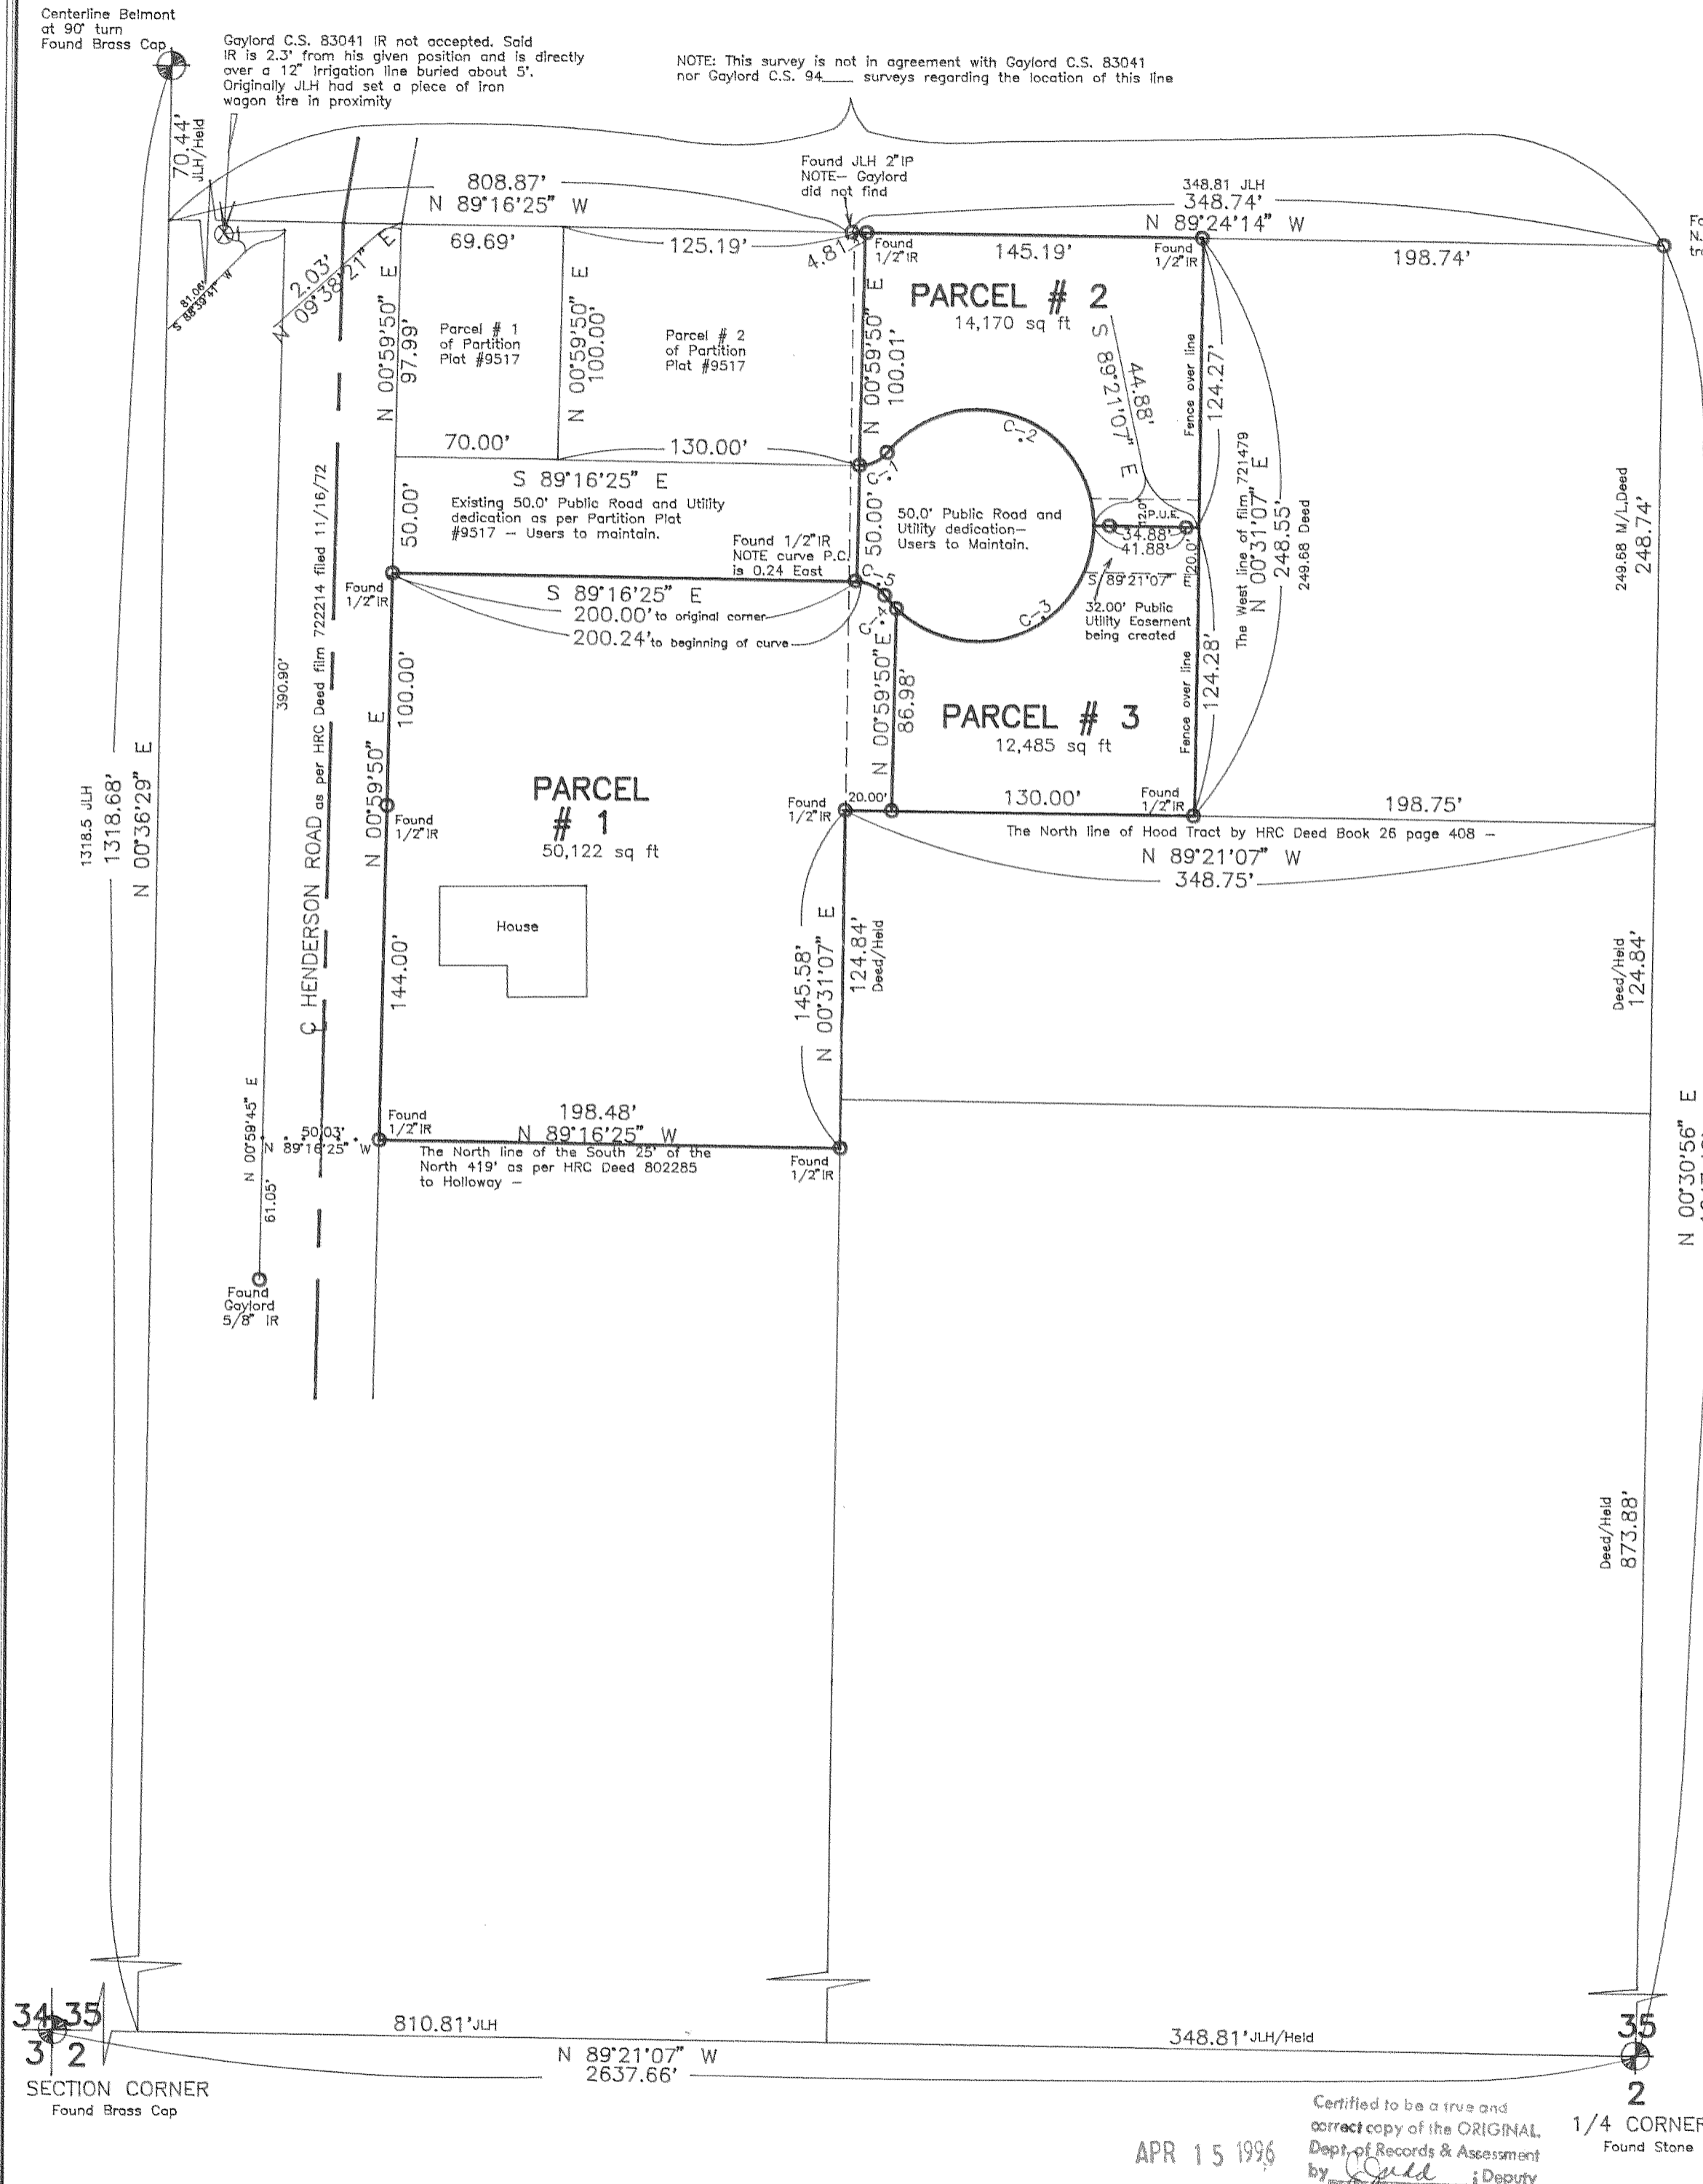 Centerline Belmont
at 90° turn
Found Brass Cap
Gaylord C.S. 83041 IR not accepted. Said
IR is 2.3' from his given position and is directly
over a 12" irrigation line buried about 5'.
Originally JLH had set a piece of iron
wagon tire in proximity
NOTE: This survey is not in agreement with Gaylord C.S. 83041
nor Gaylord C.S. 94____ surveys regarding the location of this line
70.44'
JLH/Held
808.87'
N 89°16'25" W
Found JLH 2"IP
NOTE— Gaylord
did not find
348.81 JLH
348.74'
N 89°24'14" W
69.69'
125.19'
4.81'
Found
1/2"IR
145.19'
Found
1/2"IR
198.74'
81.06'
S 88°39'41" W
2.03'
N 09°38'21" E
N 00°59'50" E
97.99'
Parcel # 1
of Partition
Plat #9517
N 00°59'50" E
100.00'
Parcel # 2
of Partition
Plat #9517
N 00°59'50" E
100.01'
PARCEL # 2
14,170 sq ft
S 89°21'07" E
44.88'
Fence over line
124.27'
70.00'
130.00'
S 89°16'25" E
C-1
C-2
The West line of film 721479
N 00°31'07" E
248.55'
249.68 Deed
249.68 M/LDeed
248.74'
50.00'
Existing 50.0' Public Road and Utility
dedication as per Partition Plat
#9517 — Users to maintain.
50.00'
50.0' Public Road and
Utility dedication—
Users to Maintain.
12.0'
P.U.E.
34.88'
41.88'
20.0'
S 89°21'07" E
Found 1/2"IR
NOTE curve P.C.
is 0.24 East
Found
1/2"IR
S 89°16'25" E
200.00' to original corner
200.24' to beginning of curve
C-5
C-4
C-3
32.00' Public
Utility Easement
being created
390.90'
₵ HENDERSON ROAD as per HRC Deed film 722214 filed 11/16/72
100.00'
N 00°59'50" E
N 00°59'50" E
86.98'
PARCEL # 3
12,485 sq ft
Fence over line
124.28'
1318.5 JLH
1318.68'
N 00°36'29" E
Found
1/2"IR
PARCEL
# 1
50,122 sq ft
Found
1/2"IR
20.00'
130.00'
Found
1/2"IR
198.75'
The North line of Hood Tract by HRC Deed Book 26 page 408 —
N 89°21'07" W
348.75'
House
144.00'
145.58'
N 00°31'07" E
124.84'
Deed/Held
Deed/Held
124.84'
N 00°59'45" E
50.03'
N 89°16'25" W
61.05'
Found
1/2"IR
198.48'
N 89°16'25" W
The North line of the South 25' of the
North 419' as per HRC Deed 802285
to Holloway —
Found
1/2"IR
N 00°30'56" E
Found
Gaylord
5/8" IR
Deed/Held
873.88'
34 35
3 2
SECTION CORNER
Found Brass Cap
810.81'JLH
348.81'JLH/Held
N 89°21'07" W
2637.66'
35
2
1/4 CORNER
Found Stone
APR 15 1996
Certified to be a true and
correct copy of the ORIGINAL.
Dept. of Records & Assessment
by ; Deputy